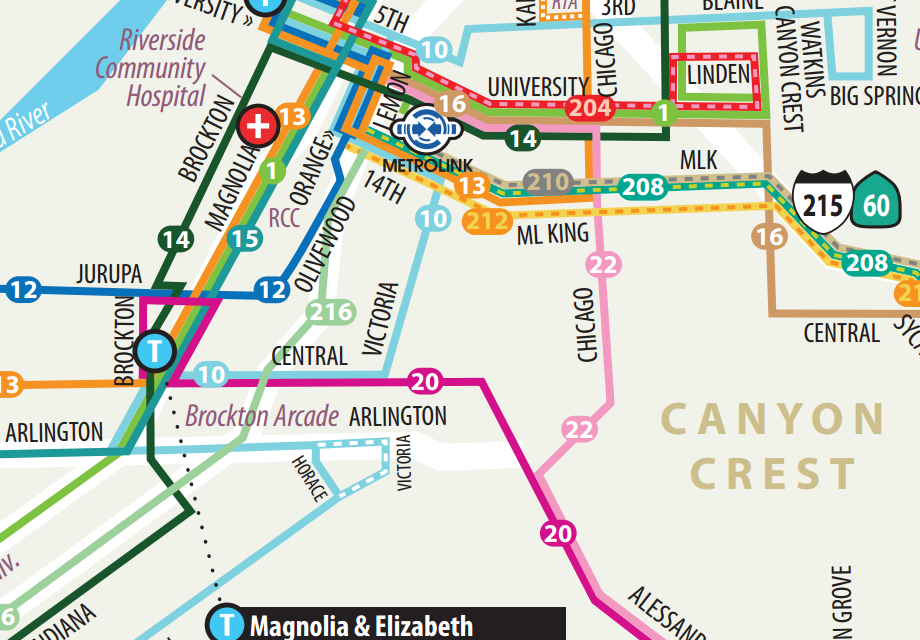 VERSITY »
T
5TH
10
RTA
3RD
BLAINE
CHICAGO
CANYON CREST
WATKINS
VERNON
Riverside
Community
Hospital
UNIVERSITY
LINDEN
BIG SPRING
LEMON
16
204
1
River
BROCKTON
13
14
METROLINK
MLK
MAGNOLIA
ORANGE»
1
14TH
13
210
208
215
60
RCC
10
212
ML KING
14
15
OLIVEWOOD
16
22
208
JURUPA
12
12
BROCKTON
216
VICTORIA
CHICAGO
21
CENTRAL
T
CENTRAL
13
10
20
Brockton Arcade
ARLINGTON
ARLINGTON
22
CANYON
CREST
HORACE
VICTORIA
20
iv.
6
NDIANA
ALESSAND
N GROVE
T
Magnolia & Elizabeth